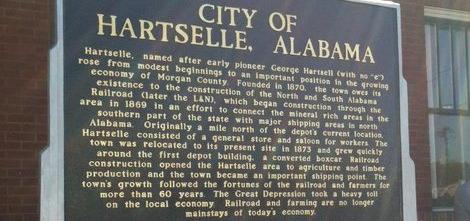 CITY OF
HARTSELLE, ALABAMA
Hartselle, named after early pioneer George Hartsell (with no "e")
rose from modest beginnings to an important position in the growing
economy of Morgan County. Founded in 1870, the town owes its
existence to the construction of the North and South Alabama
Railroad (later the L&N), which began construction through the
area in 1869 in an effort to connect the mineral rich areas in the
southern part of the state with major shipping areas in north
Alabama. Originally a mile north of the depot's current location,
Hartselle consisted of a general store and saloon for workers. The
town was relocated to its present site in 1873 and grew quickly
around the first depot building, a converted boxcar. Railroad
construction opened the Hartselle area to agriculture and timber
production and the town became an important shipping point. The
town's growth followed the fortunes of the railroad and farmers for
more than 60 years. The Great Depression took a heavy toll
on the local economy. Railroad and farming are no longer
mainstays of today's economy.